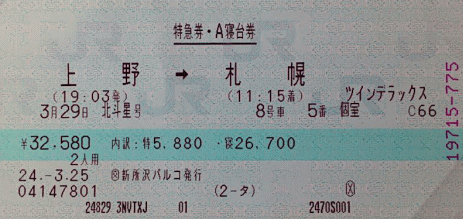 特急券・A寝台券
上野 → 札幌
(19:03発) (11:15着) ツインデラックス
3月29日 北斗星号 8号車 5番 個室 C66
¥32,580 内訳:特5,880 ・寝26,700
2人用
24.-3.25 新所沢パルコ発行
04147801 (2-タ)
24829 3NVTXJ 01 2470S001
19715-775